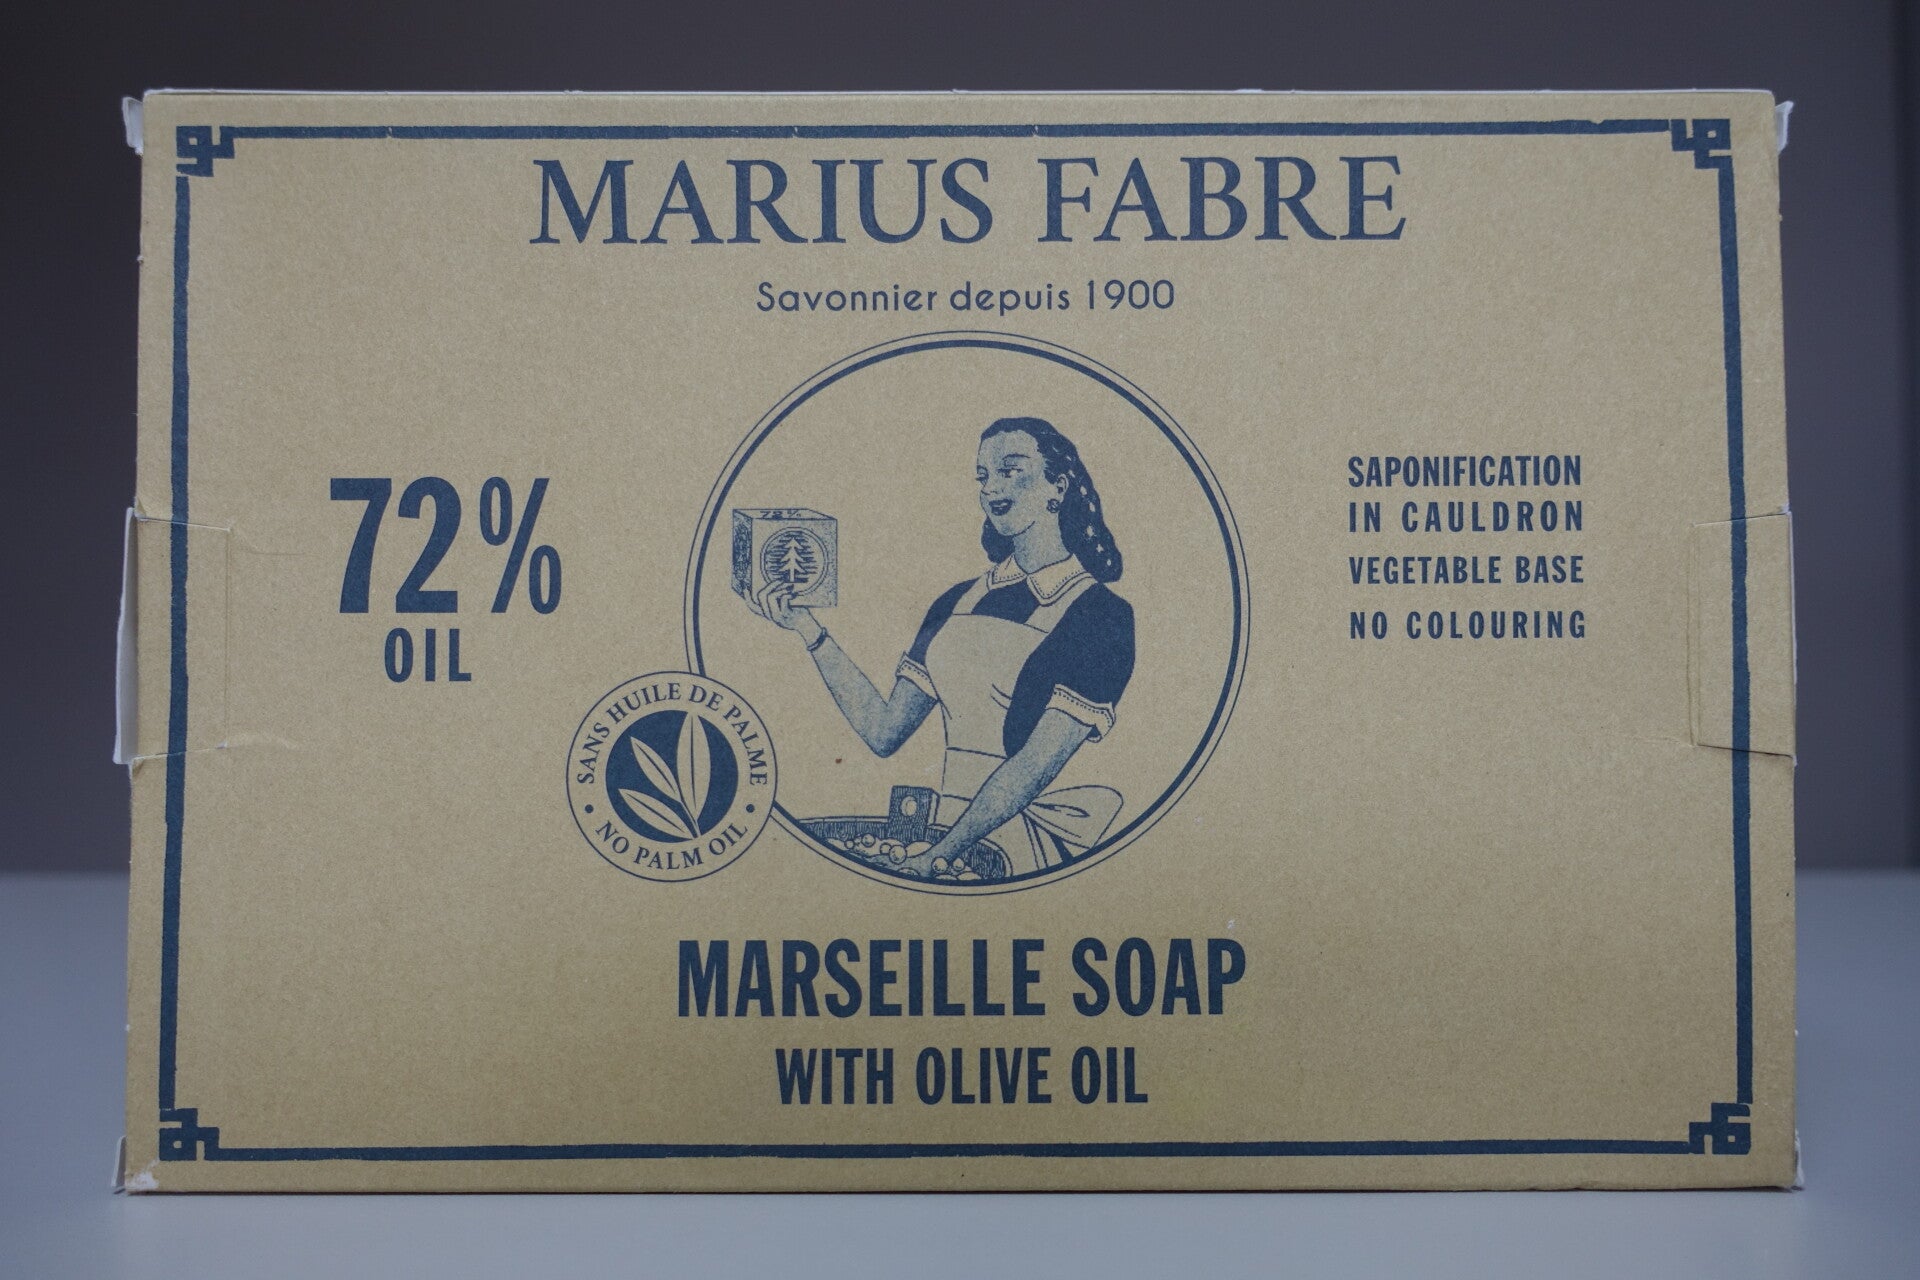 MARIUS FABRE
Savonnier depuis 1900
72%
OIL
72%
SAPONIFICATION
IN CAULDRON
VEGETABLE BASE
NO COLOURING
SANS HUILE DE PALME
• NO PALM OIL •
MARSEILLE SOAP
WITH OLIVE OIL